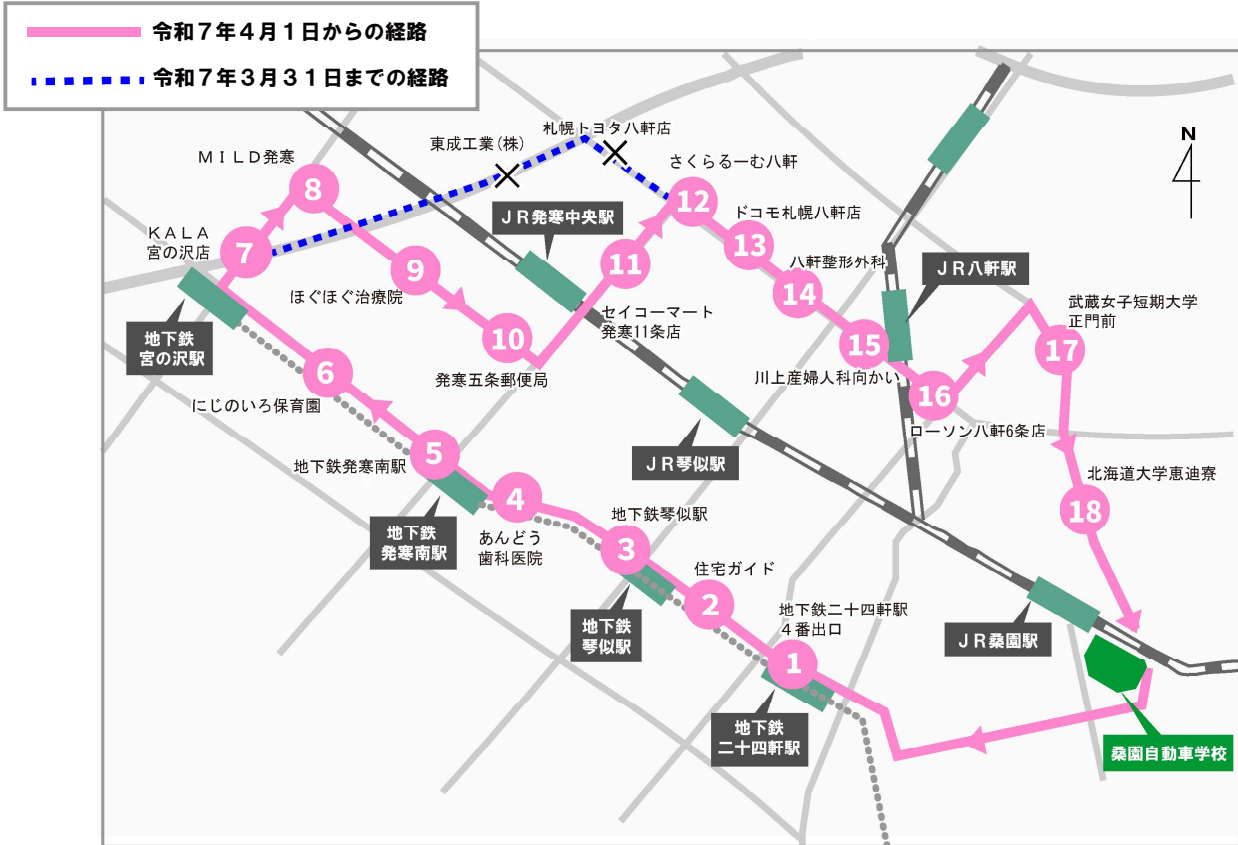 令和７年４月１日からの経路
令和７年３月３１日までの経路
N
札幌トヨタ八軒店
東成工業(株)
ＭＩＬＤ発寒
さくらるーむ八軒
8
12
ＪＲ発寒中央駅
ドコモ札幌八軒店
ＫＡＬＡ
宮の沢店
7
13
9
11
八軒整形外科
ＪＲ八軒駅
14
ほぐほぐ治療院
セイコーマート
発寒11条店
武蔵女子短期大学
正門前
地下鉄
宮の沢駅
10
15
17
6
発寒五条郵便局
川上産婦人科向かい
16
にじのいろ保育園
ローソン八軒6条店
5
地下鉄発寒南駅
ＪＲ琴似駅
北海道大学恵迪寮
4
18
地下鉄琴似駅
地下鉄
発寒南駅
あんどう
歯科医院
3
住宅ガイド
2
地下鉄二十四軒駅
４番出口
地下鉄
琴似駅
ＪＲ桑園駅
1
地下鉄
二十四軒駅
桑園自動車学校